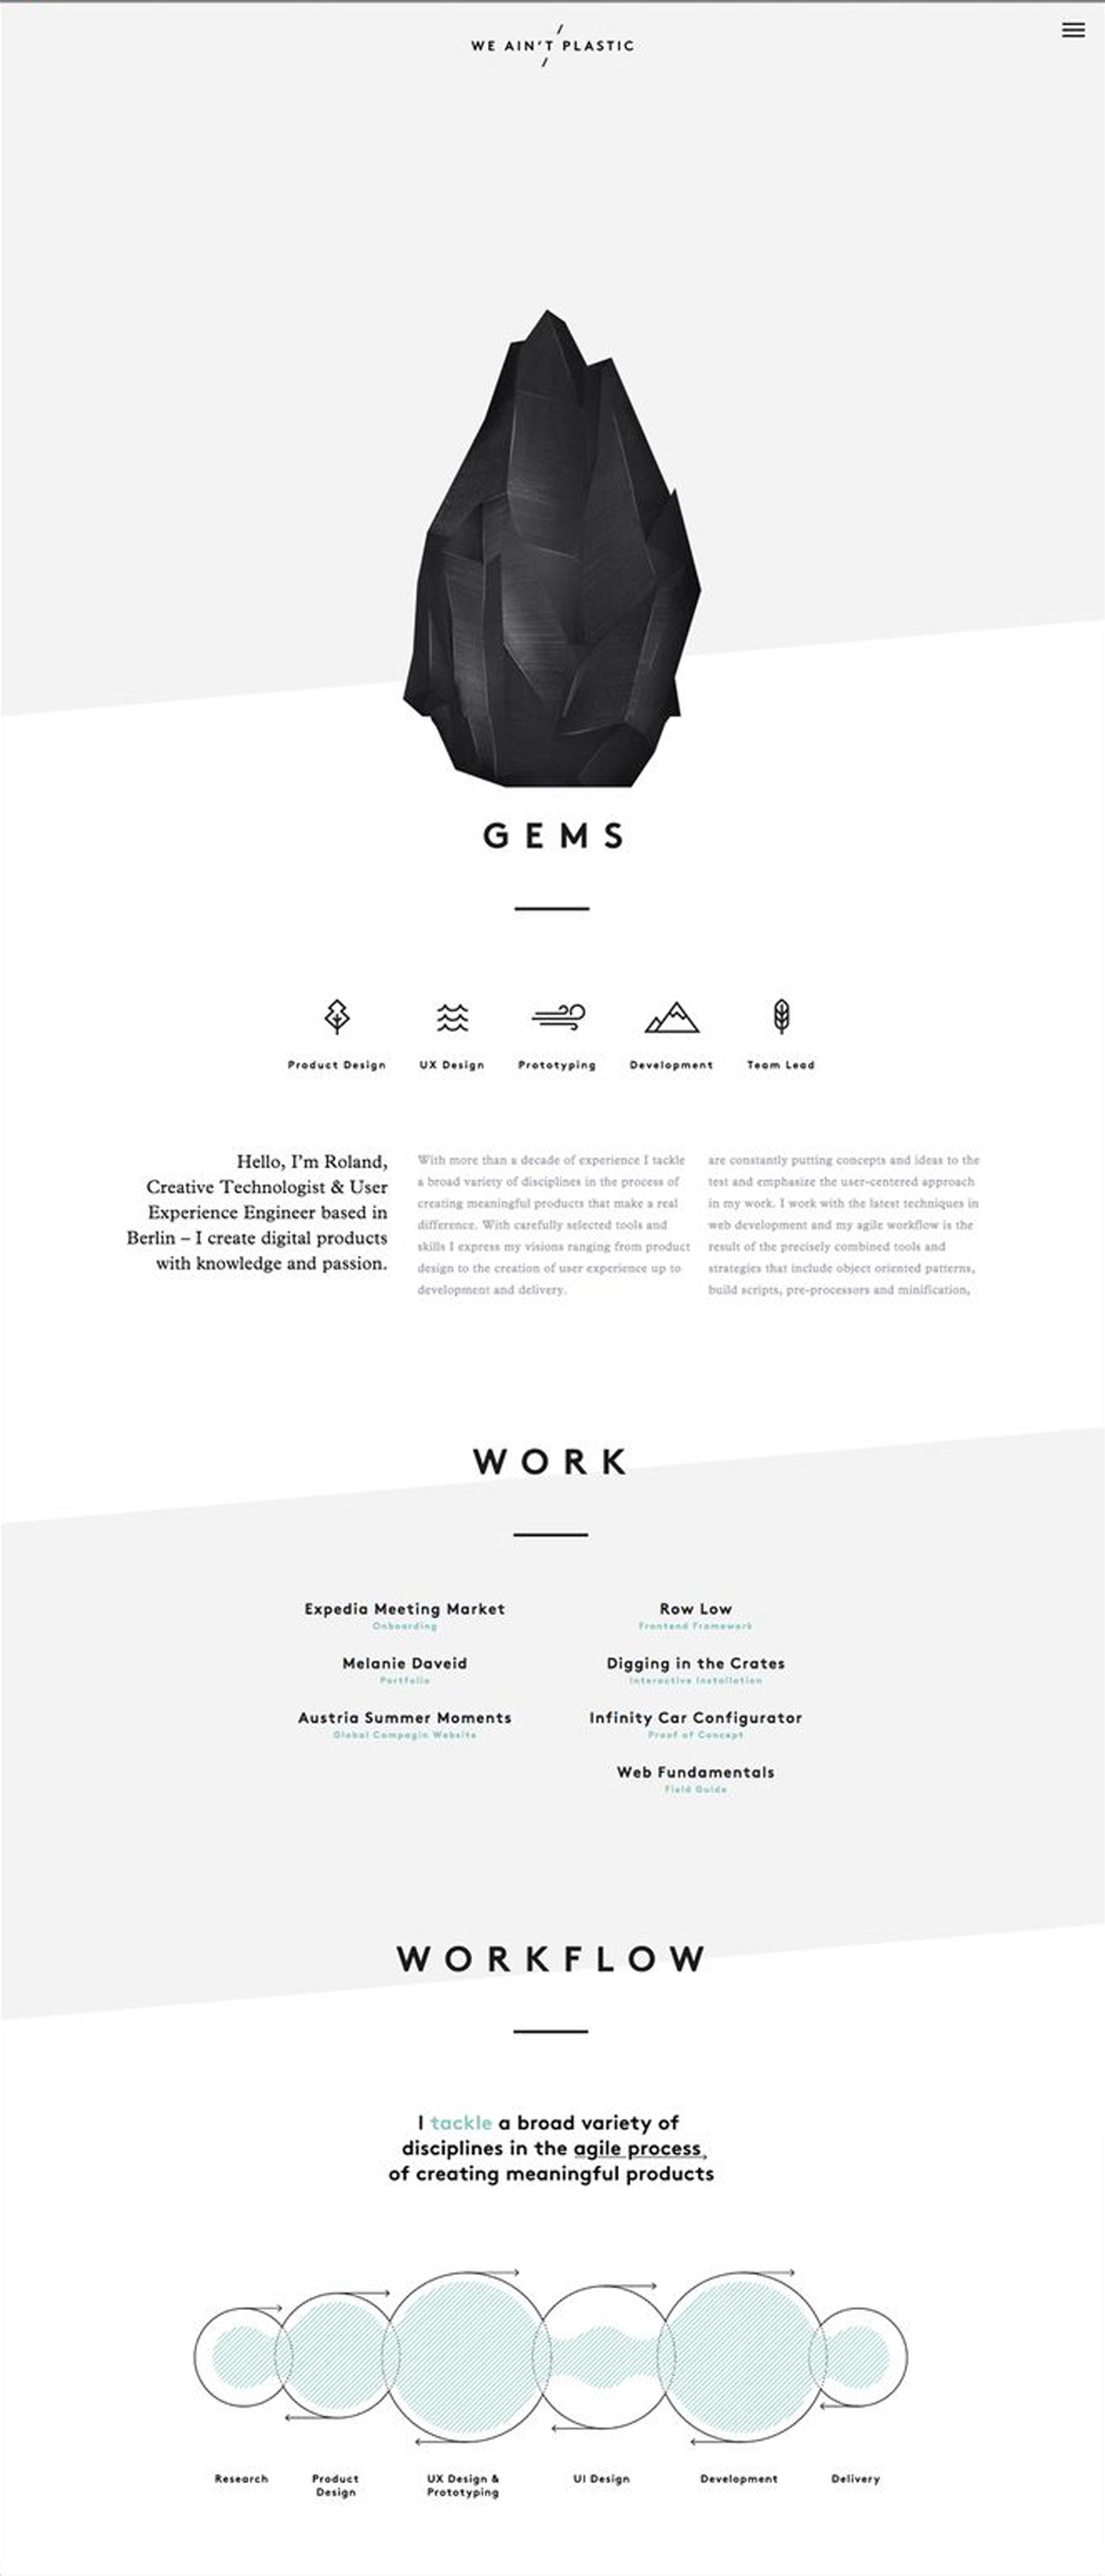 /
WE AIN'T PLASTIC
/
GEMS
Product Design
UX Design
Prototyping
Development
Team Lead
Hello, I'm Roland,
Creative Technologist & User
Experience Engineer based in
Berlin – I create digital products
with knowledge and passion.
With more than a decade of experience I tackle
a broad variety of disciplines in the process of
creating meaningful products that make a real
difference. With carefully selected tools and
skills I express my visions ranging from product
design to the creation of user experience up to
development and delivery.
are constantly putting concepts and ideas to the
test and emphasize the user-centered approach
in my work. I work with the latest techniques in
web development and my agile workflow is the
result of the precisely combined tools and
strategies that include object oriented patterns,
build scripts, pre-processors and minification,
WORK
Expedia Meeting Market
Onboarding
Melanie Daveid
Portfolio
Austria Summer Moments
Global Campagin Website
Row Low
Frontend Framework
Digging in the Crates
Interactive Installation
Infinity Car Configurator
Proof of Concept
Web Fundamentals
Field Guide
WORKFLOW
I tackle a broad variety of
disciplines in the agile process
of creating meaningful products
Research
Product
Design
UX Design &
Prototyping
UI Design
Development
Delivery